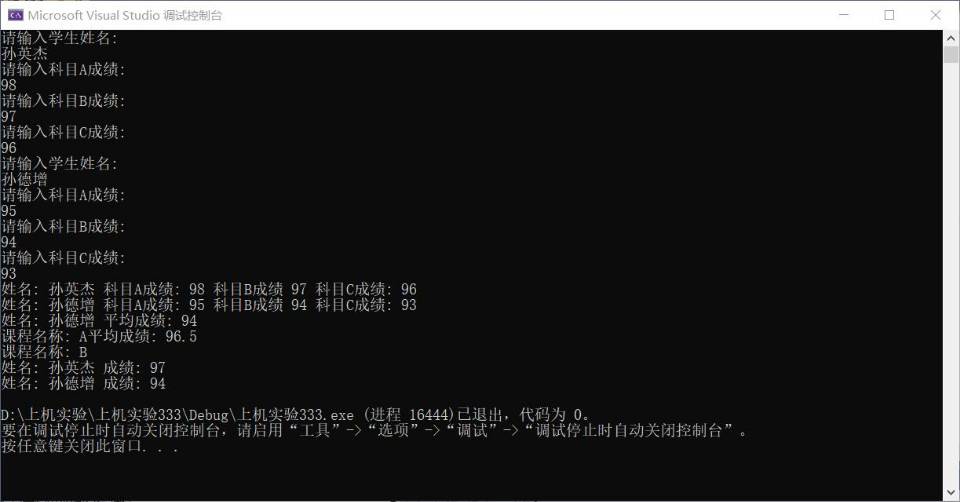 Microsoft Visual Studio 调试控制台
请输入学生姓名:
孙英杰
请输入科目A成绩:
98
请输入科目B成绩:
97
请输入科目C成绩:
96
请输入学生姓名:
孙德增
请输入科目A成绩:
95
请输入科目B成绩:
94
请输入科目C成绩:
93
姓名: 孙英杰 科目A成绩: 98 科目B成绩 97 科目C成绩: 96
姓名: 孙德增 科目A成绩: 95 科目B成绩 94 科目C成绩: 93
姓名: 孙德增 平均成绩: 94
课程名称: A平均成绩: 96.5
课程名称: B
姓名: 孙英杰 成绩: 97
姓名: 孙德增 成绩: 94
D:\上机实验\上机实验333\Debug\上机实验333.exe (进程 16444)已退出，代码为 0。
要在调试停止时自动关闭控制台，请启用“工具”->“选项”->“调试”->“调试停止时自动关闭控制台”。
按任意键关闭此窗口. . .